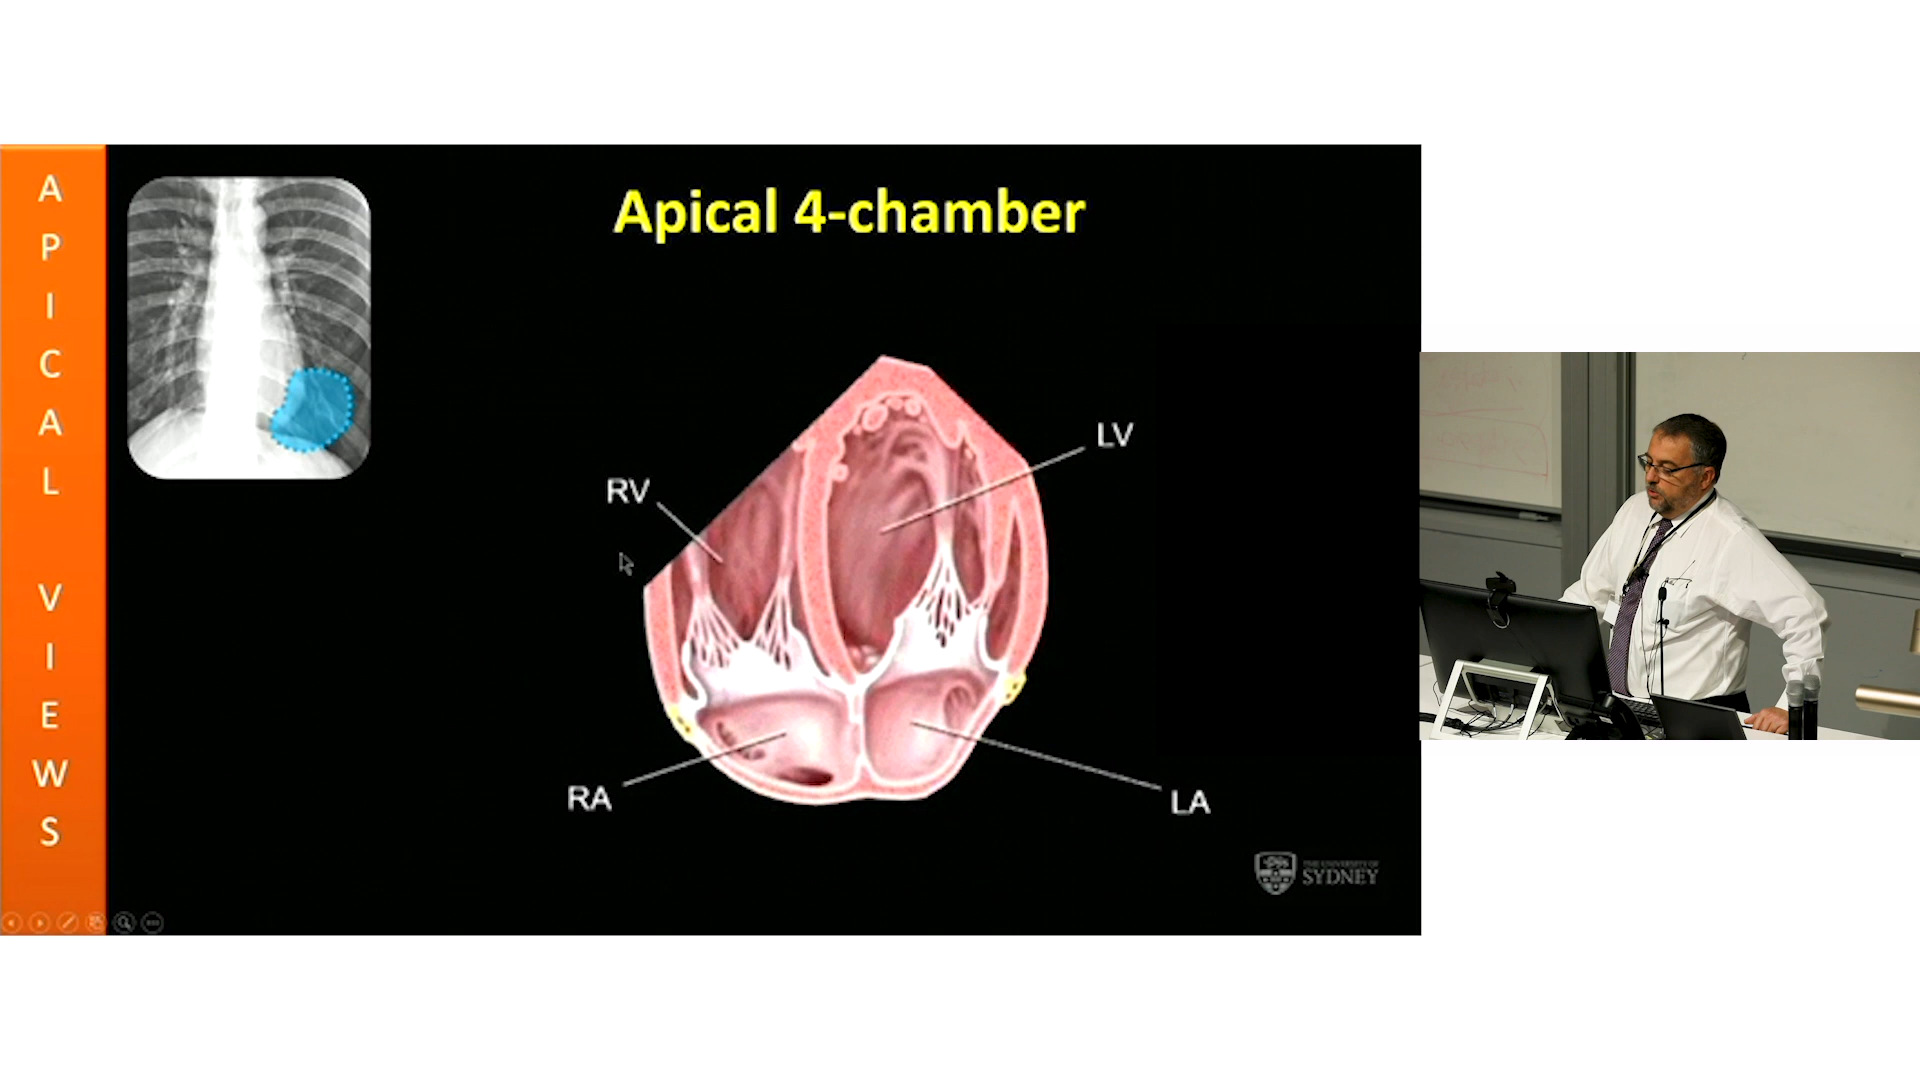 APICAL VIEWS
Apical 4-chamber
LV
RV
RA
LA
THE UNIVERSITY OF
SYDNEY